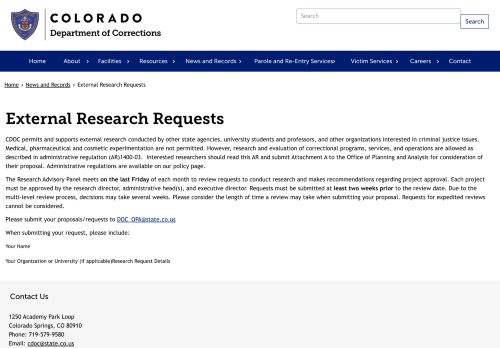 COLORADO
Department of Corrections
Search
Search
Home About › Facilities › Resources › News and Records › Parole and Re-Entry Services › Victim Services › Careers › Contact
Home › News and Records › External Research Requests
External Research Requests
CDOC permits and supports external research conducted by other state agencies, university students and professors, and other organizations interested in criminal justice issues.
Medical, pharmaceutical and cosmetic experimentation are not permitted. However, research and evaluation of correctional programs, services, and operations are allowed as
described in administrative regulation (AR)1400-03. Interested researchers should read this AR and submit Attachment A to the Office of Planning and Analysis for consideration of
their proposal. Administrative regulations are available on our policy page.
The Research Advisory Panel meets on the last Friday of each month to review requests to conduct research and makes recommendations regarding project approval. Each project
must be approved by the research director, administrative head(s), and executive director. Requests must be submitted at least two weeks prior to the review date. Due to the
multi-level review process, decisions may take several weeks. Please consider the length of time a review may take when submitting your proposal. Requests for expedited reviews
cannot be considered.
Please submit your proposals/requests to DOC_OPA@state.co.us
When submitting your request, please include:
Your Name
Your Organization or University (if applicable)Research Request Details
Contact Us
1250 Academy Park Loop
Colorado Springs, CO 80910
Phone: 719-579-9580
Email: cdoc@state.co.us